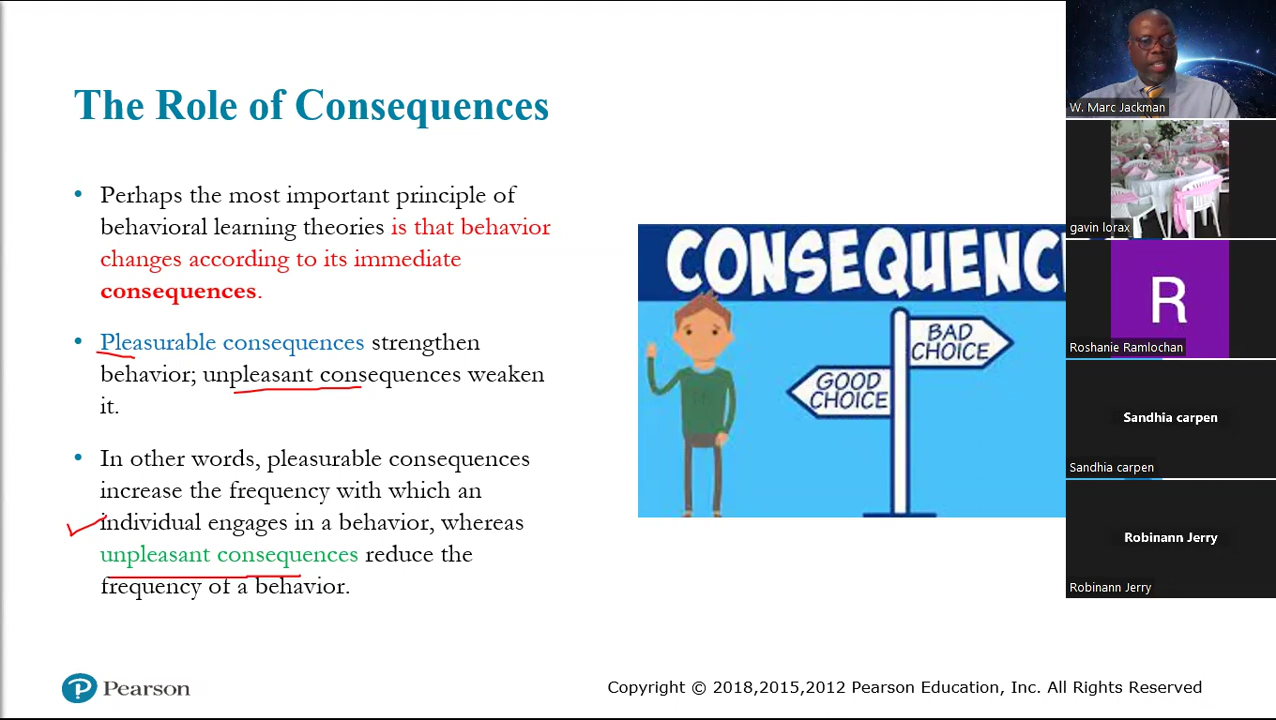 The Role of Consequences
• Perhaps the most important principle of
behavioral learning theories is that behavior
changes according to its immediate
consequences.
• Pleasurable consequences strengthen
behavior; unpleasant consequences weaken
it.
• In other words, pleasurable consequences
increase the frequency with which an
individual engages in a behavior, whereas
unpleasant consequences reduce the
frequency of a behavior.
CONSEQUENC
BAD
CHOICE
GOOD
CHOICE
P Pearson
Copyright © 2018,2015,2012 Pearson Education, Inc. All Rights Reserved
W. Marc Jackman
gavin lorax
R
Roshanie Ramlochan
Sandhia carpen
Sandhia carpen
Robinann Jerry
Robinann Jerry